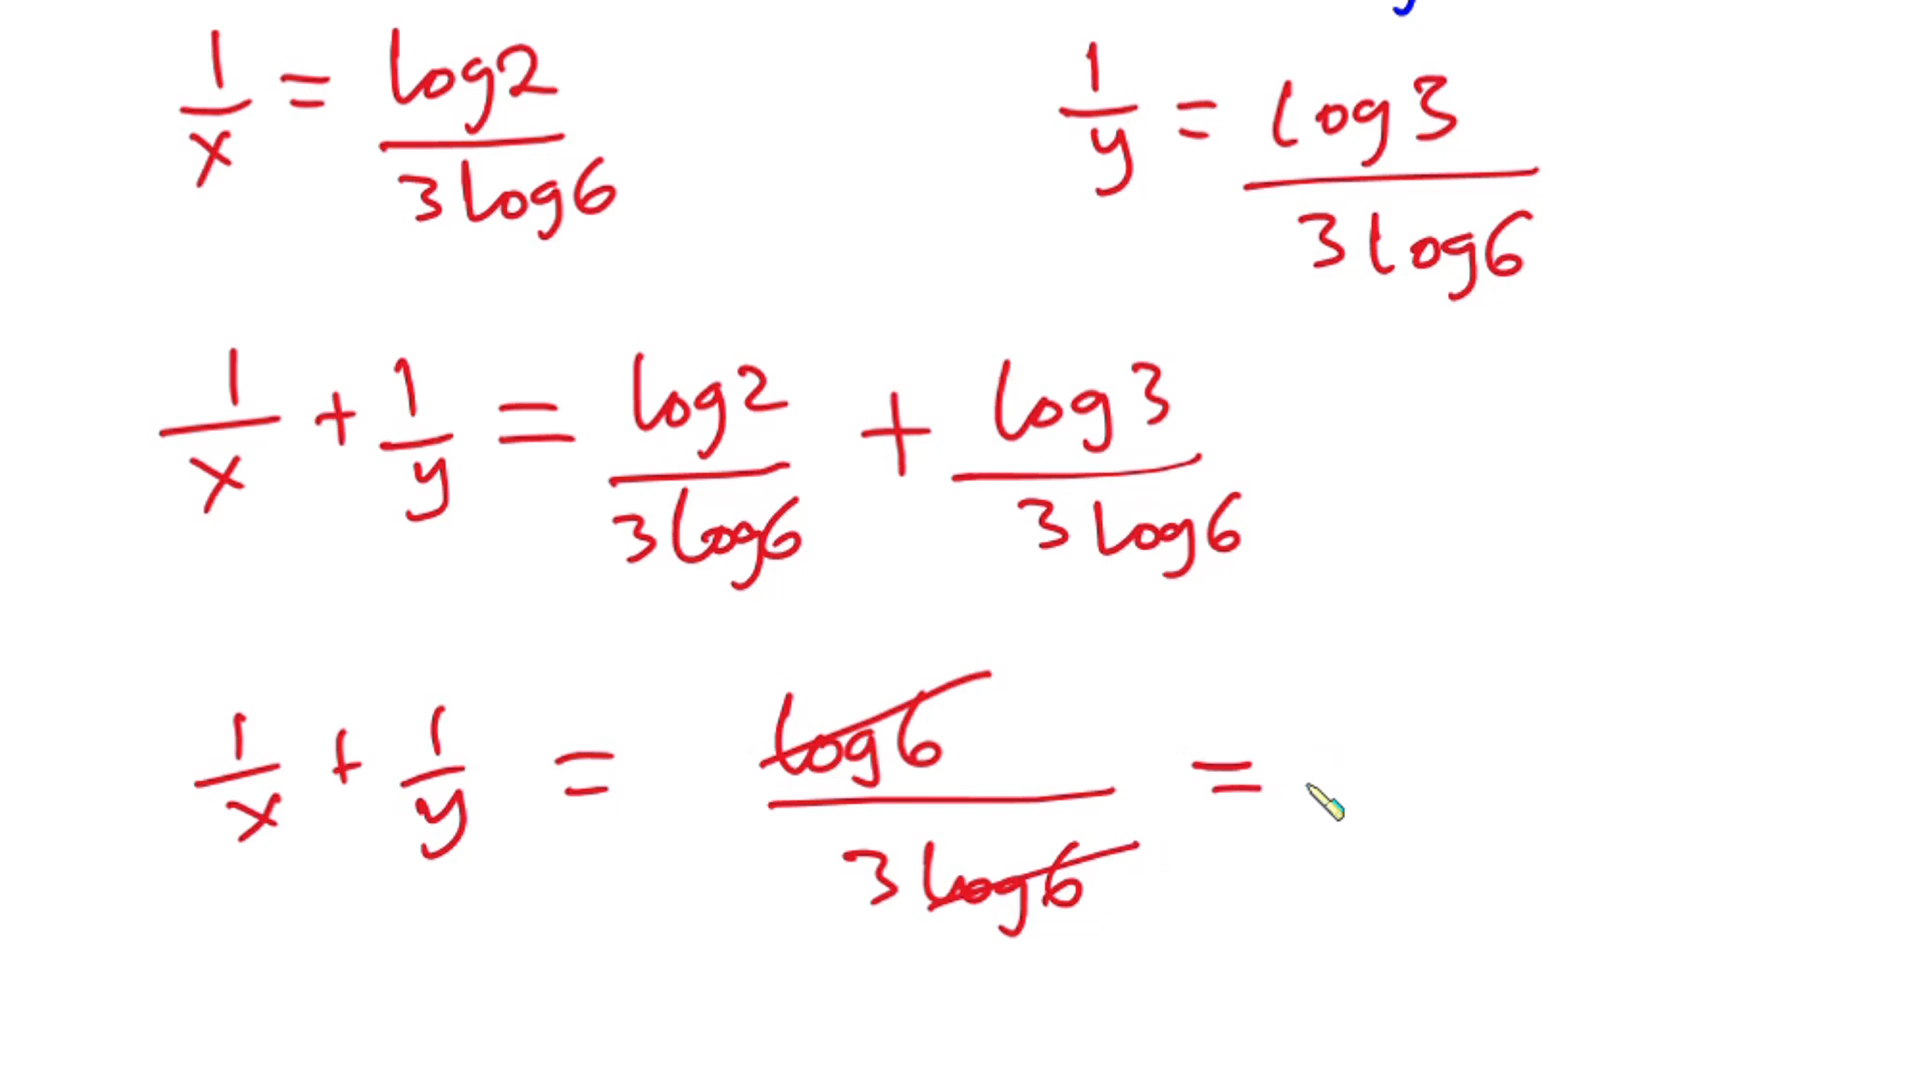 1/x = log2/3log6    1/y = log3/3log6
1/x + 1/y = log2/3log6 + log3/3log6
1/x + 1/y = log6/3log6 =